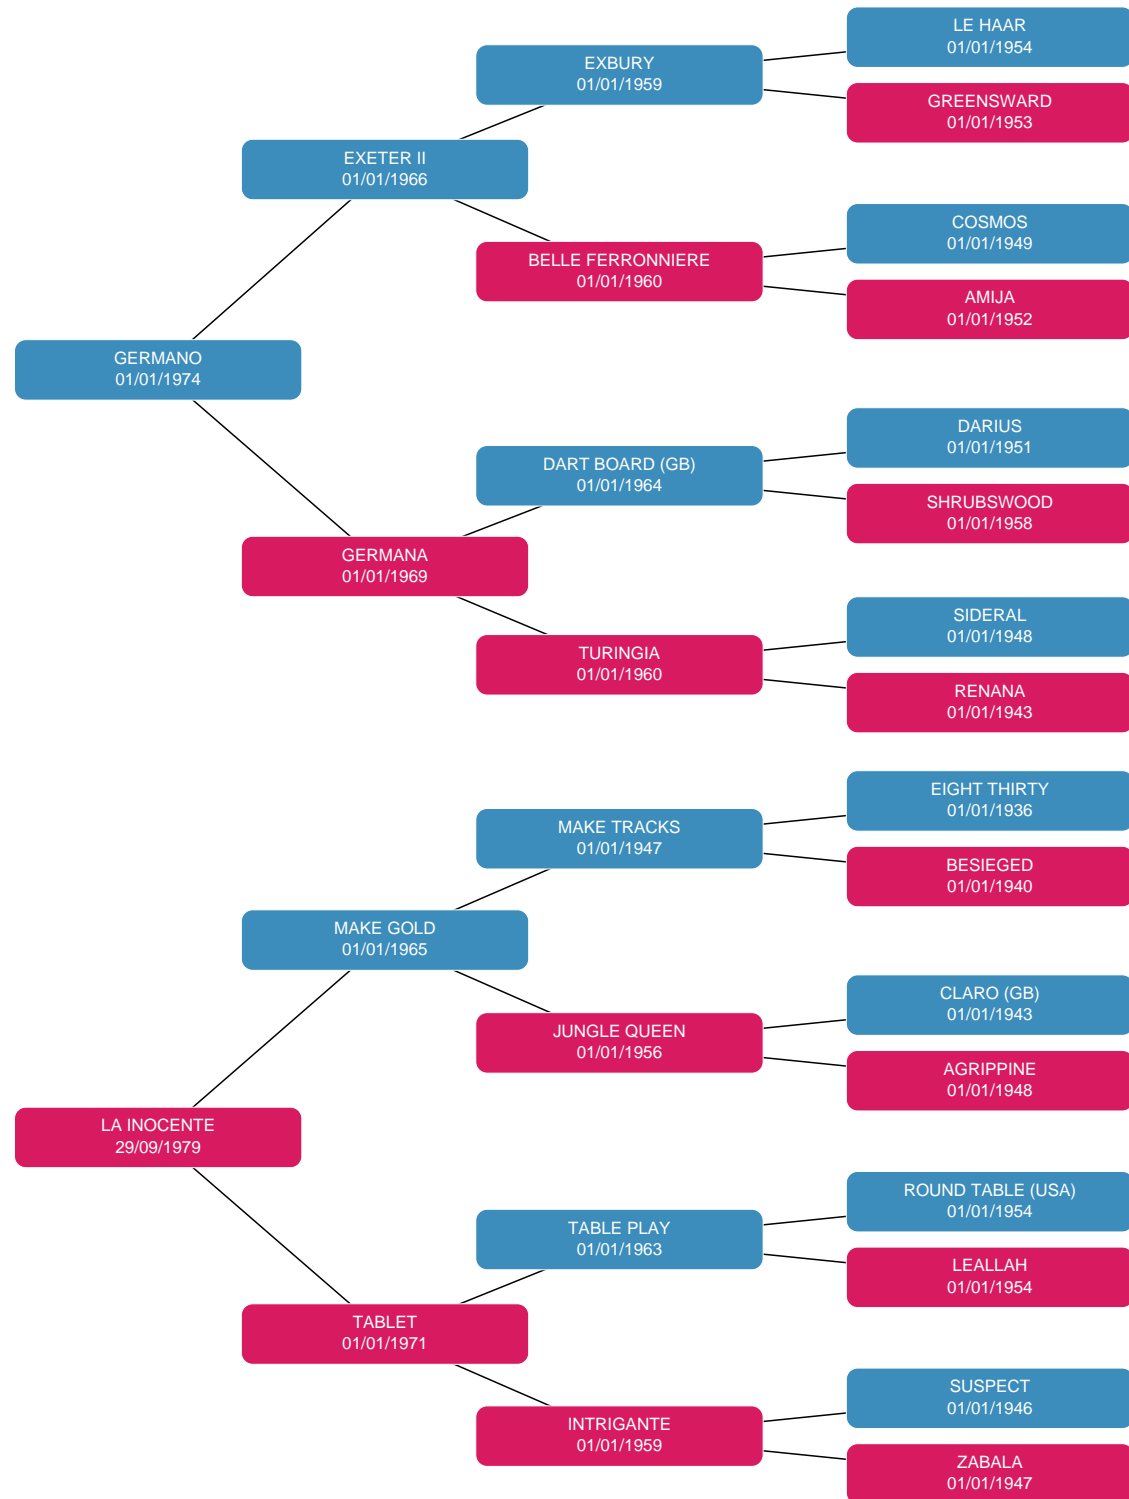 LE HAAR
01/01/1954
EXBURY
01/01/1959
GREENSWARD
01/01/1953
EXETER II
01/01/1966
COSMOS
01/01/1949
BELLE FERRONNIERE
01/01/1960
AMIJA
01/01/1952
GERMANO
01/01/1974
DARIUS
01/01/1951
DART BOARD (GB)
01/01/1964
SHRUBSWOOD
01/01/1958
GERMANA
01/01/1969
SIDERAL
01/01/1948
TURINGIA
01/01/1960
RENANA
01/01/1943
EIGHT THIRTY
01/01/1936
MAKE TRACKS
01/01/1947
BESIEGED
01/01/1940
MAKE GOLD
01/01/1965
CLARO (GB)
01/01/1943
JUNGLE QUEEN
01/01/1956
AGRIPPINE
01/01/1948
LA INOCENTE
29/09/1979
ROUND TABLE (USA)
01/01/1954
TABLE PLAY
01/01/1963
LEALLAH
01/01/1954
TABLET
01/01/1971
SUSPECT
01/01/1946
INTRIGANTE
01/01/1959
ZABALA
01/01/1947